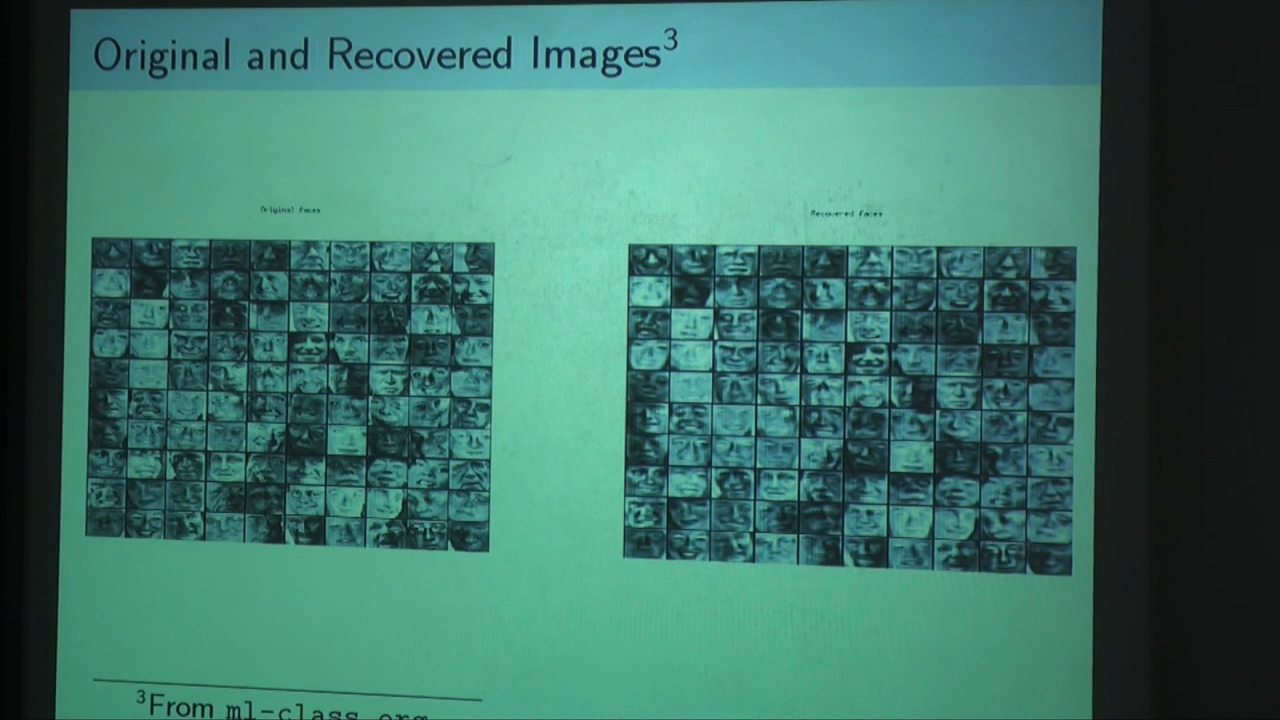 Original and Recovered Images³
Original faces
Recovered faces
³From ml-class.org